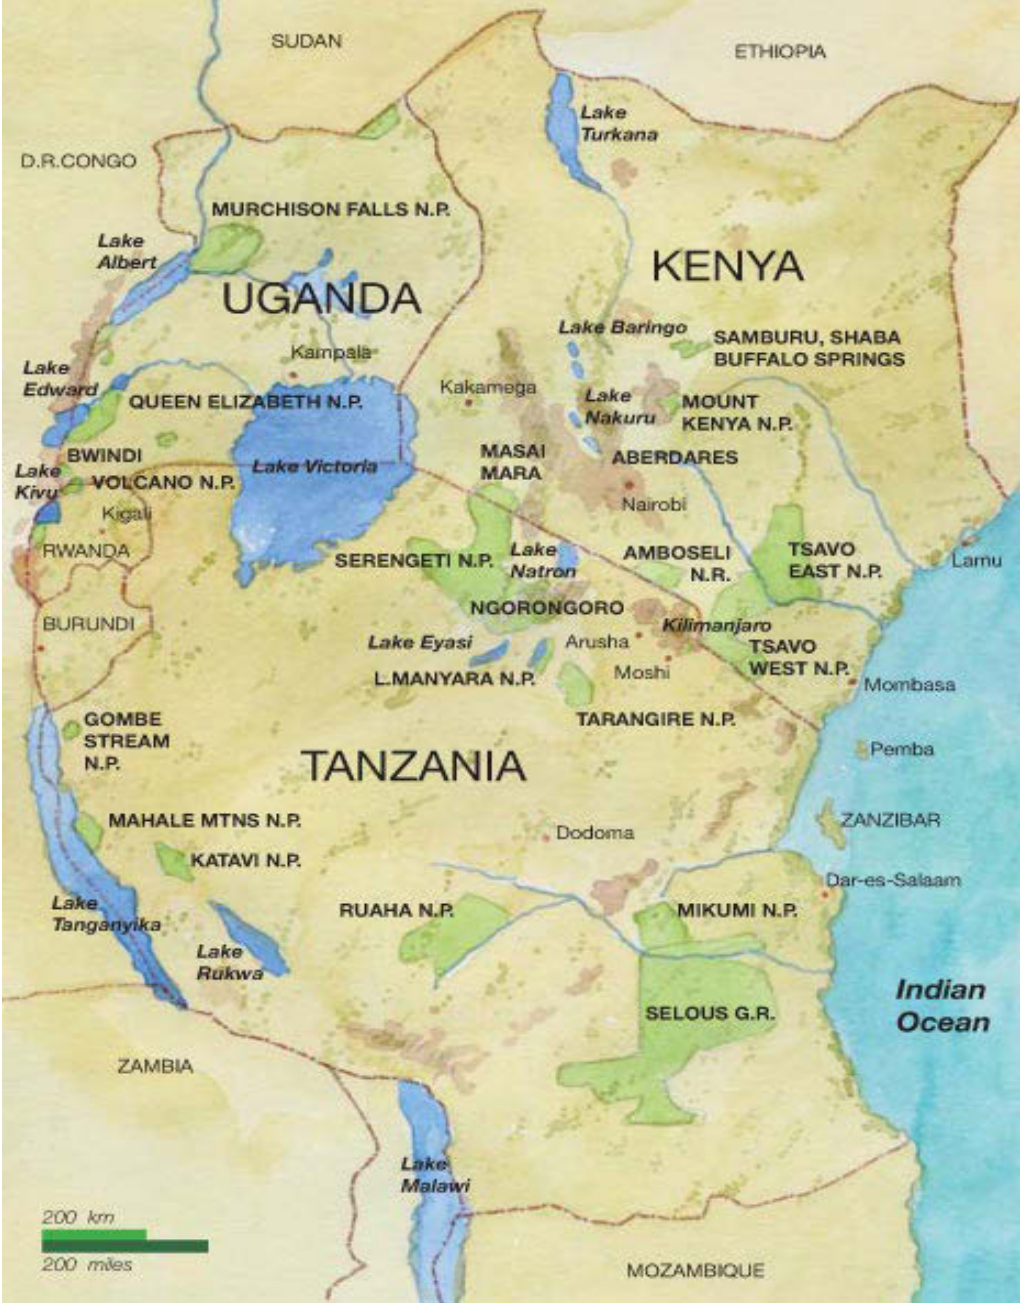 SUDAN
ETHIOPIA
Lake
Turkana
D.R.CONGO
MURCHISON FALLS N.P.
Lake
Albert
KENYA
UGANDA
Lake Baringo
SAMBURU, SHABA
BUFFALO SPRINGS
Kampala
Lake
Edward
Kakamega
QUEEN ELIZABETH N.P.
Lake
Nakuru
MOUNT
KENYA N.P.
BWINDI
MASAI
MARA
ABERDARES
Lake
Kivu
VOLCANO N.P.
Lake Victoria
Kigali
Nairobi
RWANDA
SERENGETI N.P.
Lake
Natron
AMBOSELI
N.R.
TSAVO
EAST N.P.
Lamu
NGORONGORO
BURUNDI
Kilimanjaro
Lake Eyasi
Arusha
TSAVO
WEST N.P.
L.MANYARA N.P.
Moshi
Mombasa
GOMBE
STREAM
N.P.
TARANGIRE N.P.
Pemba
TANZANIA
MAHALE MTNS N.P.
Dodoma
ZANZIBAR
KATAVI N.P.
Dar-es-Salaam
Lake
Tanganyika
RUAHA N.P.
MIKUMI N.P.
Lake
Rukwa
Indian
Ocean
SELOUS G.R.
ZAMBIA
Lake
Malawi
200 km
200 miles
MOZAMBIQUE